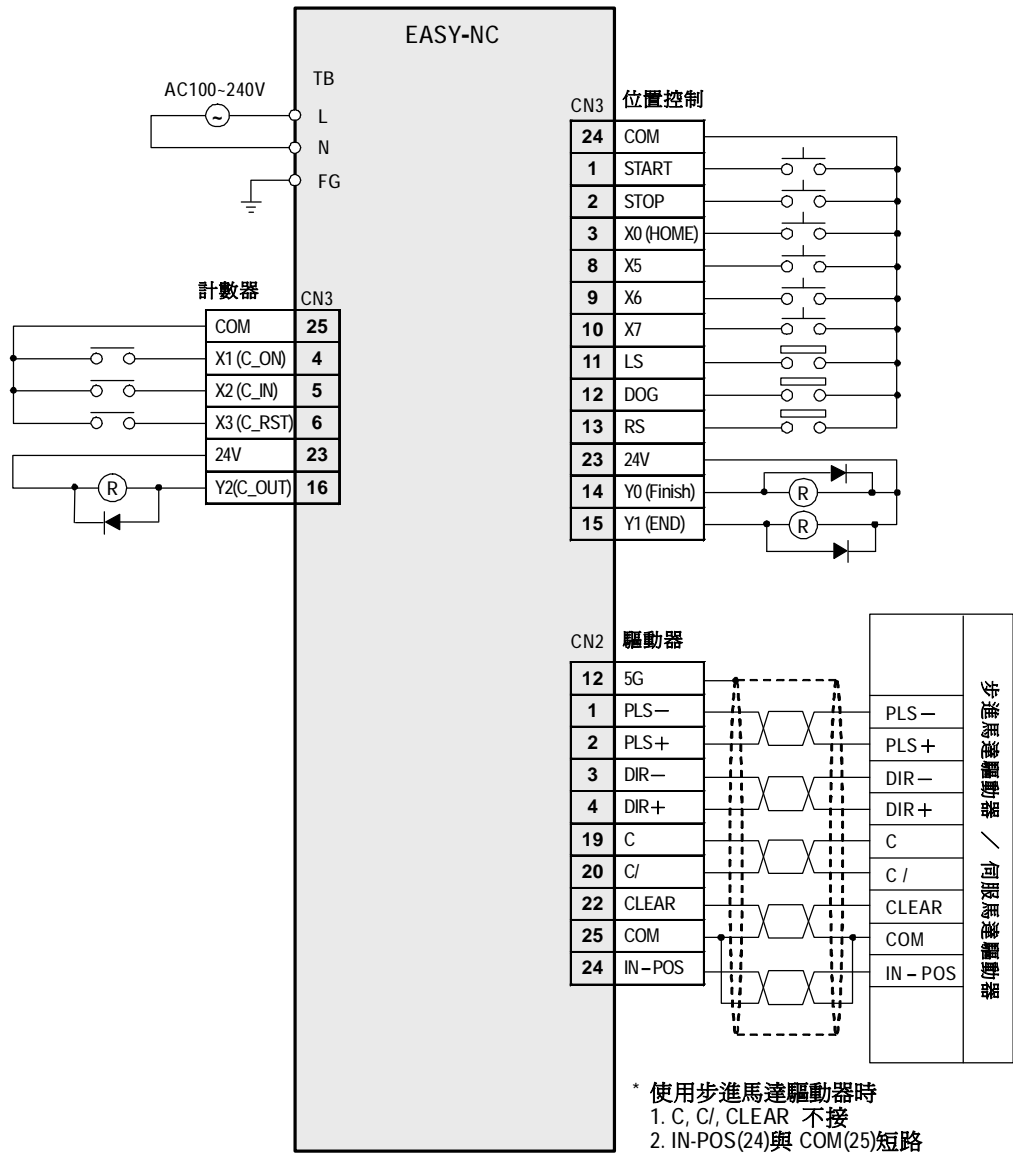 EASY-NC
TB
AC100~240V
~
L
N
FG
計數器
CN3
COM 25
X1 (C_ON) 4
X2 (C_IN) 5
X3 (C_RST) 6
24V 23
R Y2(C_OUT) 16
CN3 位置控制
24 COM
1 START
2 STOP
3 X0 (HOME)
8 X5
9 X6
10 X7
11 LS
12 DOG
13 RS
23 24V
14 Y0 (Finish) R
15 Y1 (END) R
CN2 驅動器
12 5G
1 PLS− PLS−
2 PLS+ PLS+
3 DIR− DIR−
4 DIR+ DIR+
19 C C
20 C/ C /
22 CLEAR CLEAR
25 COM COM
24 IN−POS IN−POS
步進馬達驅動器 ／ 伺服馬達驅動器
* 使用步進馬達驅動器時
1. C, C/, CLEAR 不接
2. IN-POS(24)與 COM(25)短路